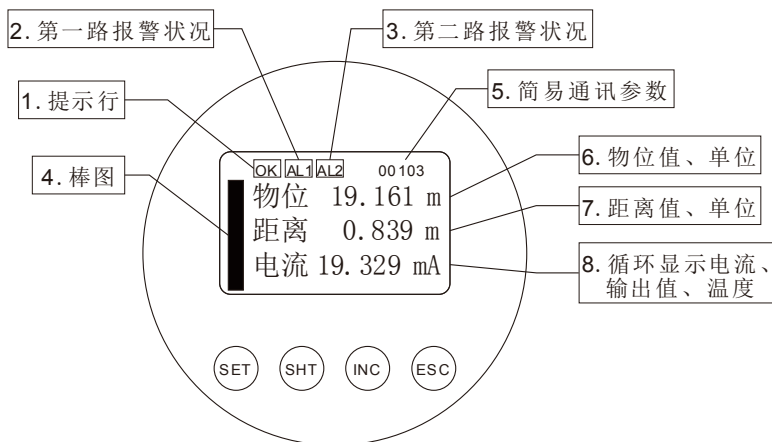 2. 第一路报警状况
3. 第二路报警状况
1. 提示行
5. 简易通讯参数
4. 棒图
OK AL1 AL2 00103
物位 19.161 m
距离 0.839 m
电流 19.329 mA
6. 物位值、单位
7. 距离值、单位
8. 循环显示电流、
输出值、温度
SET SHT INC ESC